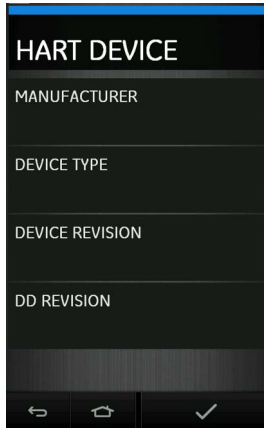 HART DEVICE
MANUFACTURER
DEVICE TYPE
DEVICE REVISION
DD REVISION